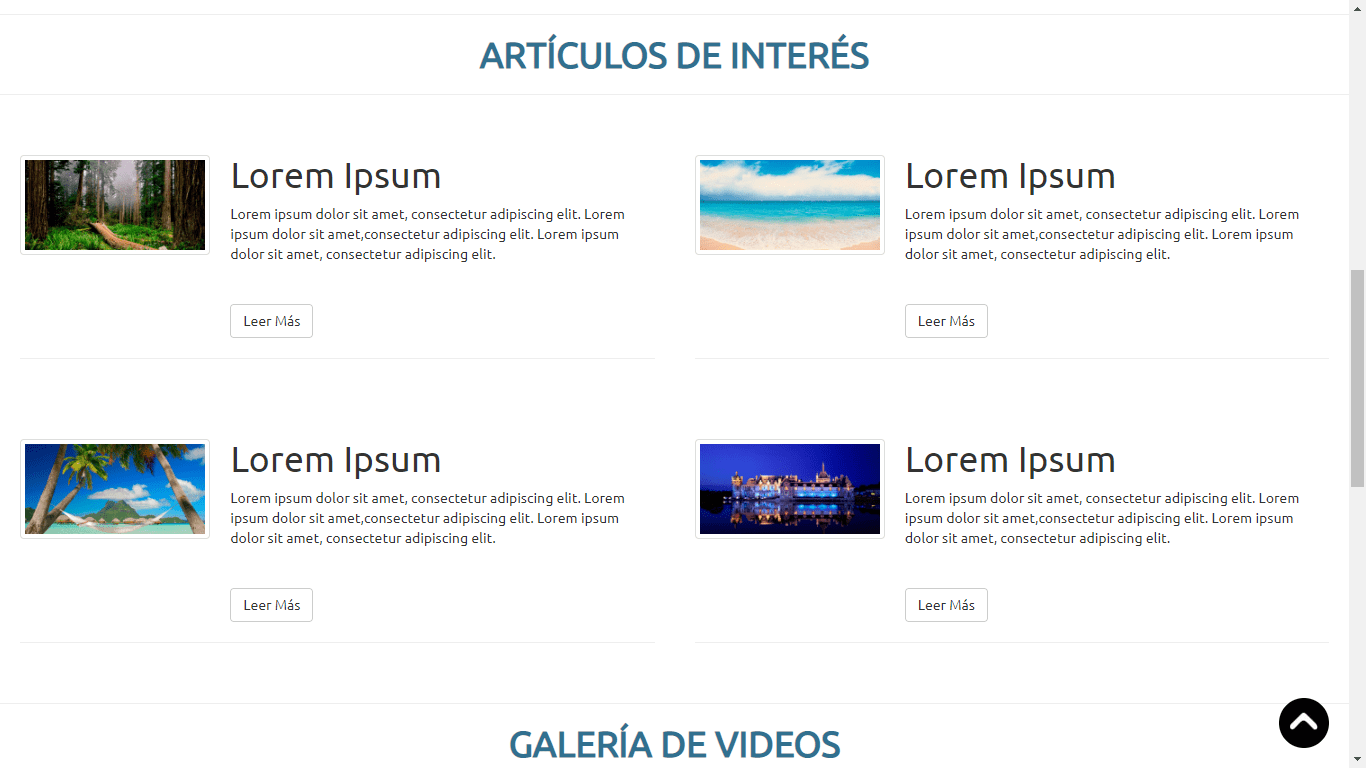 ARTÍCULOS DE INTERÉS
Lorem Ipsum
Lorem ipsum dolor sit amet, consectetur adipiscing elit. Lorem
ipsum dolor sit amet,consectetur adipiscing elit. Lorem ipsum
dolor sit amet, consectetur adipiscing elit.
Leer Más
Lorem Ipsum
Lorem ipsum dolor sit amet, consectetur adipiscing elit. Lorem
ipsum dolor sit amet,consectetur adipiscing elit. Lorem ipsum
dolor sit amet, consectetur adipiscing elit.
Leer Más
Lorem Ipsum
Lorem ipsum dolor sit amet, consectetur adipiscing elit. Lorem
ipsum dolor sit amet,consectetur adipiscing elit. Lorem ipsum
dolor sit amet, consectetur adipiscing elit.
Leer Más
Lorem Ipsum
Lorem ipsum dolor sit amet, consectetur adipiscing elit. Lorem
ipsum dolor sit amet,consectetur adipiscing elit. Lorem ipsum
dolor sit amet, consectetur adipiscing elit.
Leer Más
GALERÍA DE VIDEOS